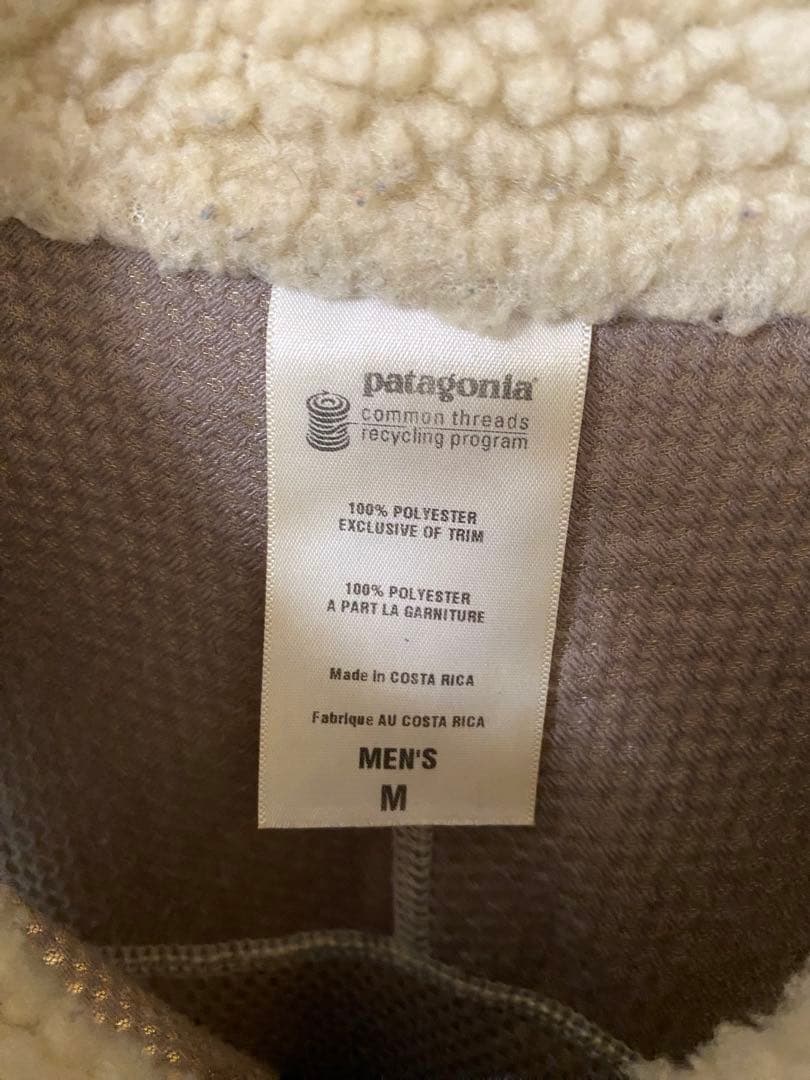 patagonia®
common threads
recycling program
100% POLYESTER
EXCLUSIVE OF TRIM
100% POLYESTER
A PART LA GARNITURE
Made in COSTA RICA
Fabrique AU COSTA RICA
MEN'S
M